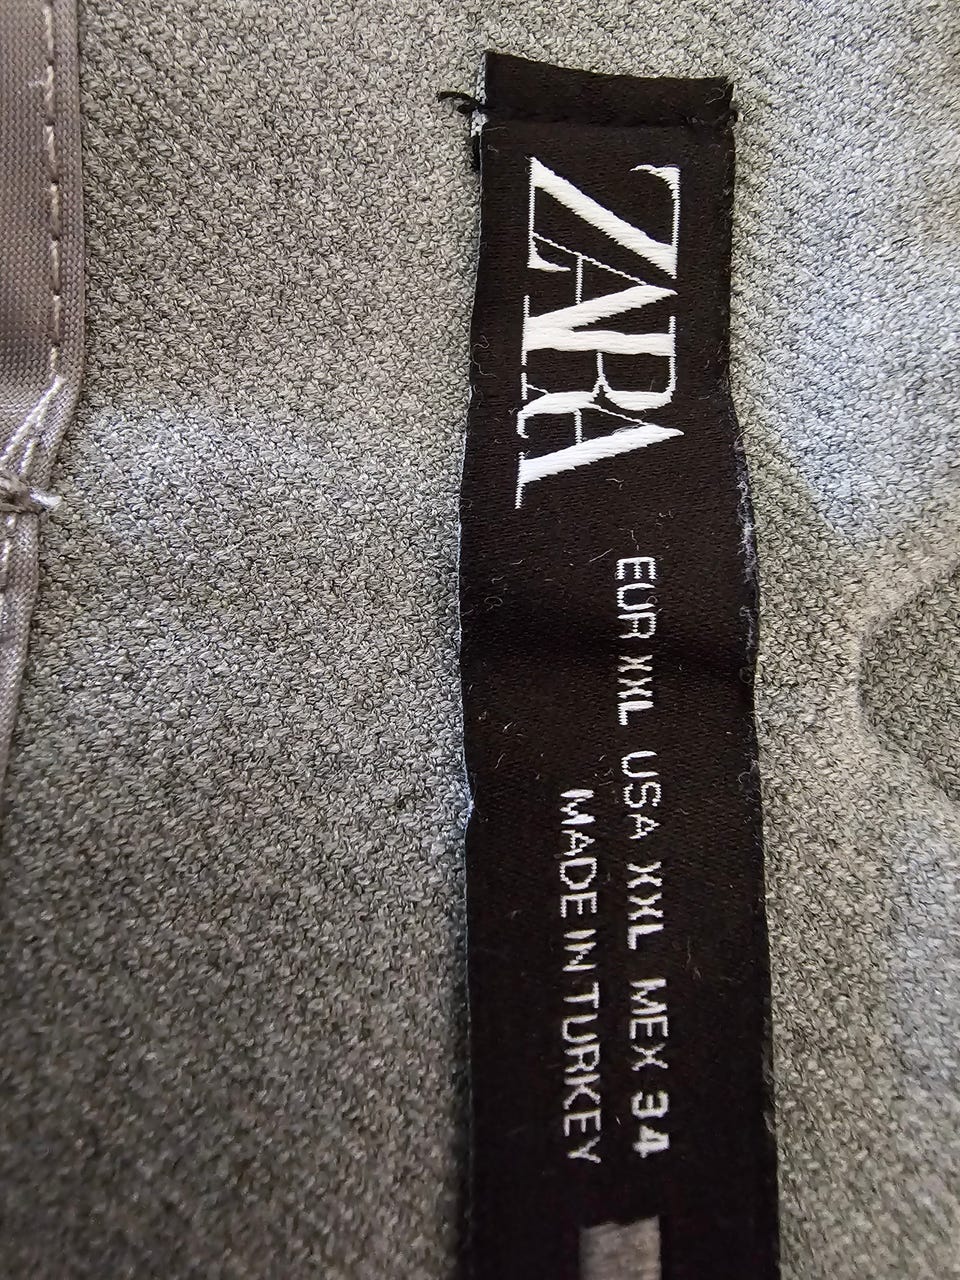 ZARA
EUR XXL USA XXL MEX 34
MADE IN TURKEY